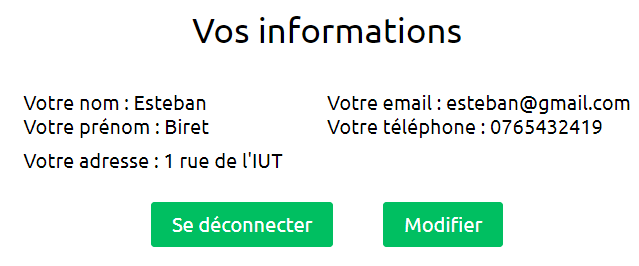 Vos informations
Votre nom : Esteban
Votre email : esteban@gmail.com
Votre prénom : Biret
Votre téléphone : 0765432419
Votre adresse : 1 rue de l'IUT
Se déconnecter
Modifier